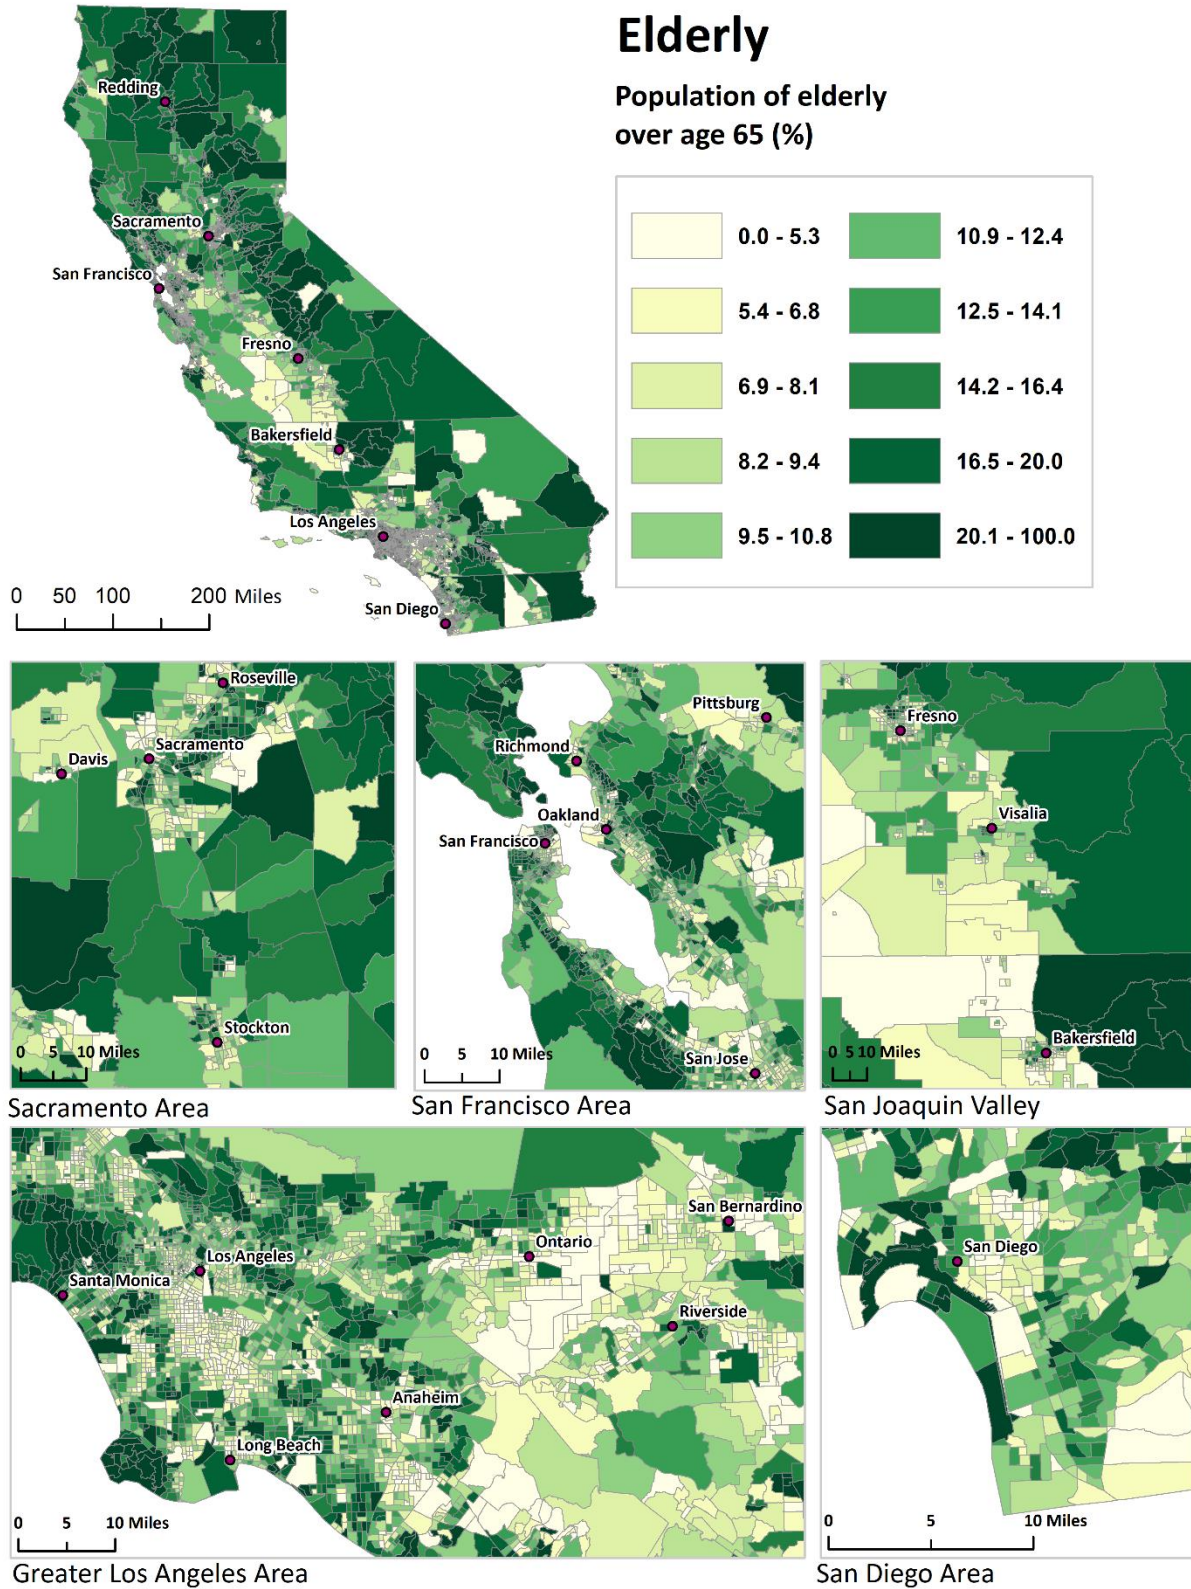 Elderly
Population of elderly
over age 65 (%)
0.0 - 5.3
10.9 - 12.4
5.4 - 6.8
12.5 - 14.1
6.9 - 8.1
14.2 - 16.4
8.2 - 9.4
16.5 - 20.0
9.5 - 10.8
20.1 - 100.0
Redding
Sacramento
San Francisco
Fresno
Bakersfield
Los Angeles
San Diego
0 50 100 200 Miles
Roseville
Sacramento
Davis
Stockton
0 5 10 Miles
Sacramento Area
Pittsburg
Richmond
Oakland
San Francisco
San Jose
0 5 10 Miles
San Francisco Area
Fresno
Visalia
Bakersfield
0 5 10 Miles
San Joaquin Valley
San Bernardino
Ontario
Los Angeles
Santa Monica
Riverside
Anaheim
Long Beach
0 5 10 Miles
Greater Los Angeles Area
San Diego
0 5 10 Miles
San Diego Area